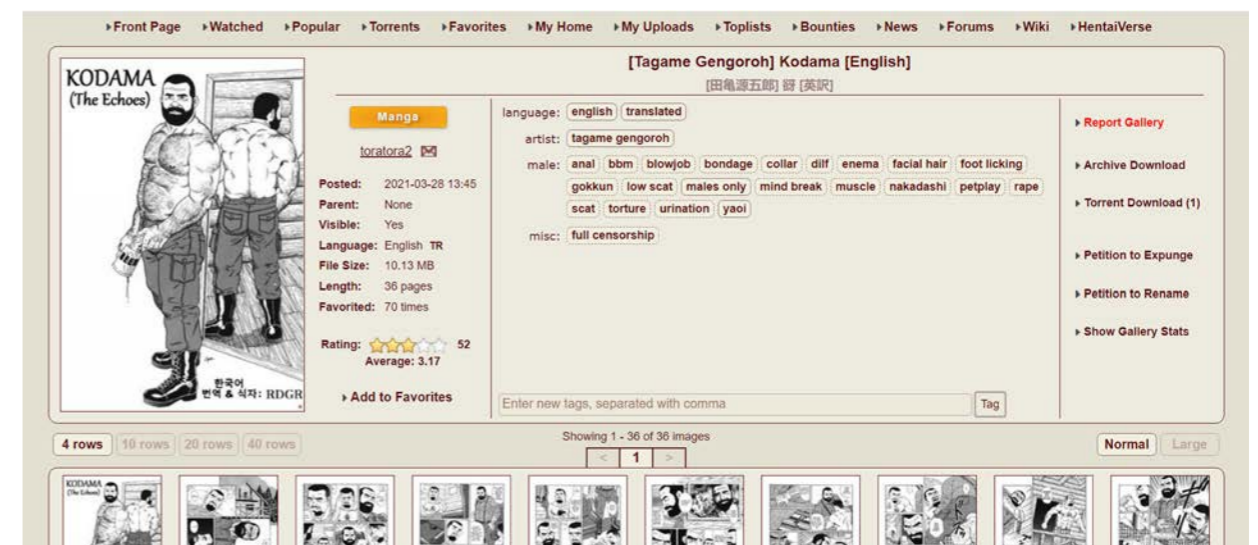 Front Page Watched Popular Torrents Favorites My Home My Uploads Toplists Bounties News Forums Wiki HentaiVerse
KODAMA
(The Echoes)
한국어
번역 & 식자: RDGR
[Tagame Gengoroh] Kodama [English]
[田亀源五郎] 谺 [英訳]
Manga
toratora2
Posted: 2021-03-28 13:45
Parent: None
Visible: Yes
Language: English TR
File Size: 10.13 MB
Length: 36 pages
Favorited: 70 times
Rating: 52
Average: 3.17
Add to Favorites
language: english translated
artist: tagame gengoroh
male: anal bbm blowjob bondage collar dilf enema facial hair foot licking
gokkun low scat males only mind break muscle nakadashi petplay rape
scat torture urination yaoi
misc: full censorship
Enter new tags, separated with comma Tag
Report Gallery
Archive Download
Torrent Download (1)
Petition to Expunge
Petition to Rename
Show Gallery Stats
4 rows 10 rows 20 rows 40 rows
Showing 1 - 36 of 36 images
< 1 >
Normal Large
KODAMA
(The Echoes)